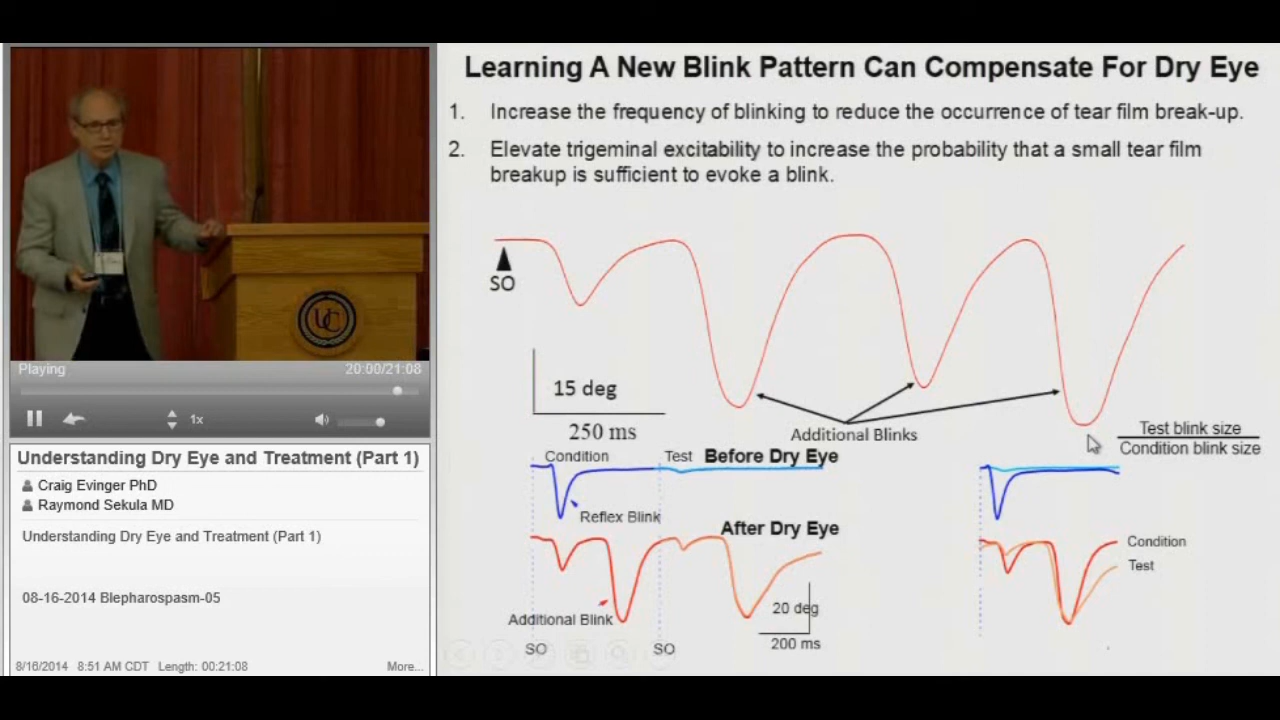 Learning A New Blink Pattern Can Compensate For Dry Eye
1. Increase the frequency of blinking to reduce the occurrence of tear film break-up.
2. Elevate trigeminal excitability to increase the probability that a small tear film
breakup is sufficient to evoke a blink.
SO
15 deg
250 ms
Additional Blinks
Test blink size
Condition blink size
Condition
Test
Before Dry Eye
Reflex Blink
After Dry Eye
Additional Blink
20 deg
200 ms
SO
SO
Condition
Test
UC
Playing
20:00/21:08
1x
Understanding Dry Eye and Treatment (Part 1)
Craig Evinger PhD
Raymond Sekula MD
Understanding Dry Eye and Treatment (Part 1)
08-16-2014 Blepharospasm-05
8/16/2014 8:51 AM CDT Length: 00:21:08
More...